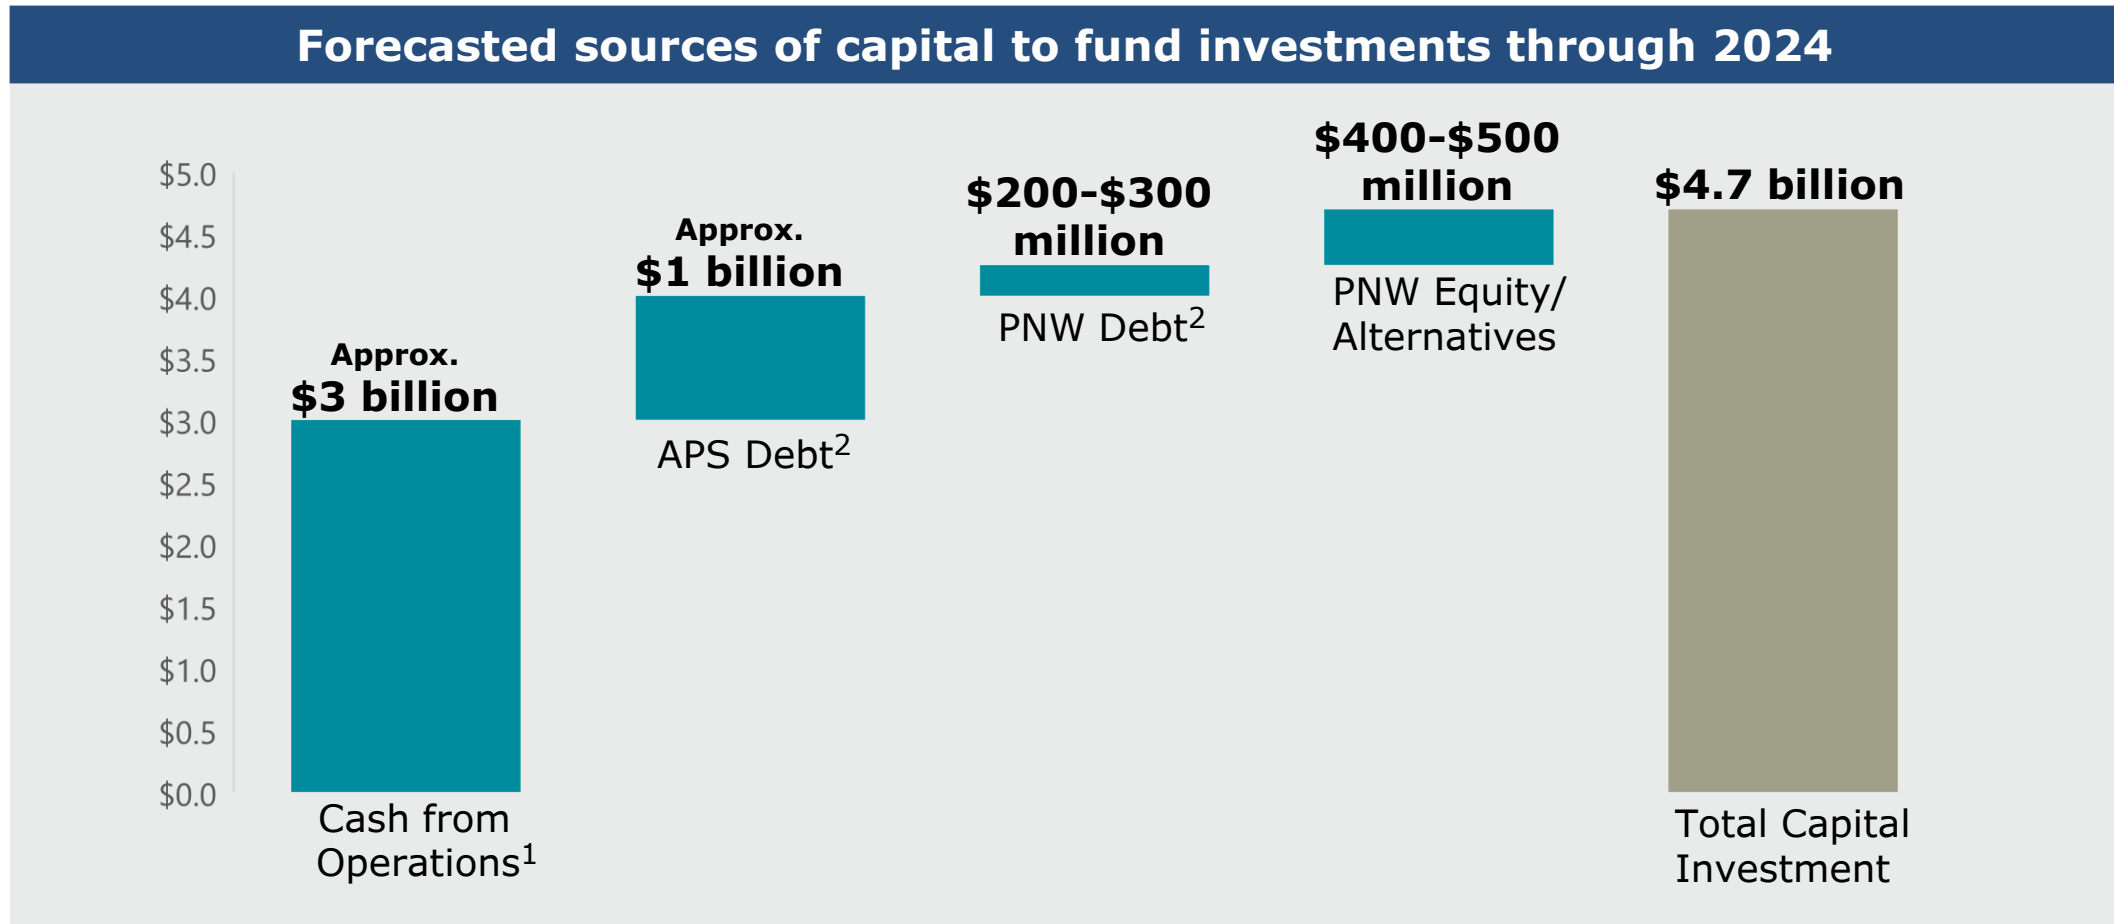 Forecasted sources of capital to fund investments through 2024
$5.0
$4.5
$4.0
$3.5
$3.0
$2.5
$2.0
$1.5
$1.0
$0.5
$0.0
Approx.
$3 billion
Cash from
Operations1
Approx.
$1 billion
APS Debt2
$200-$300
million
PNW Debt2
$400-$500
million
PNW Equity/
Alternatives
$4.7 billion
Total Capital
Investment